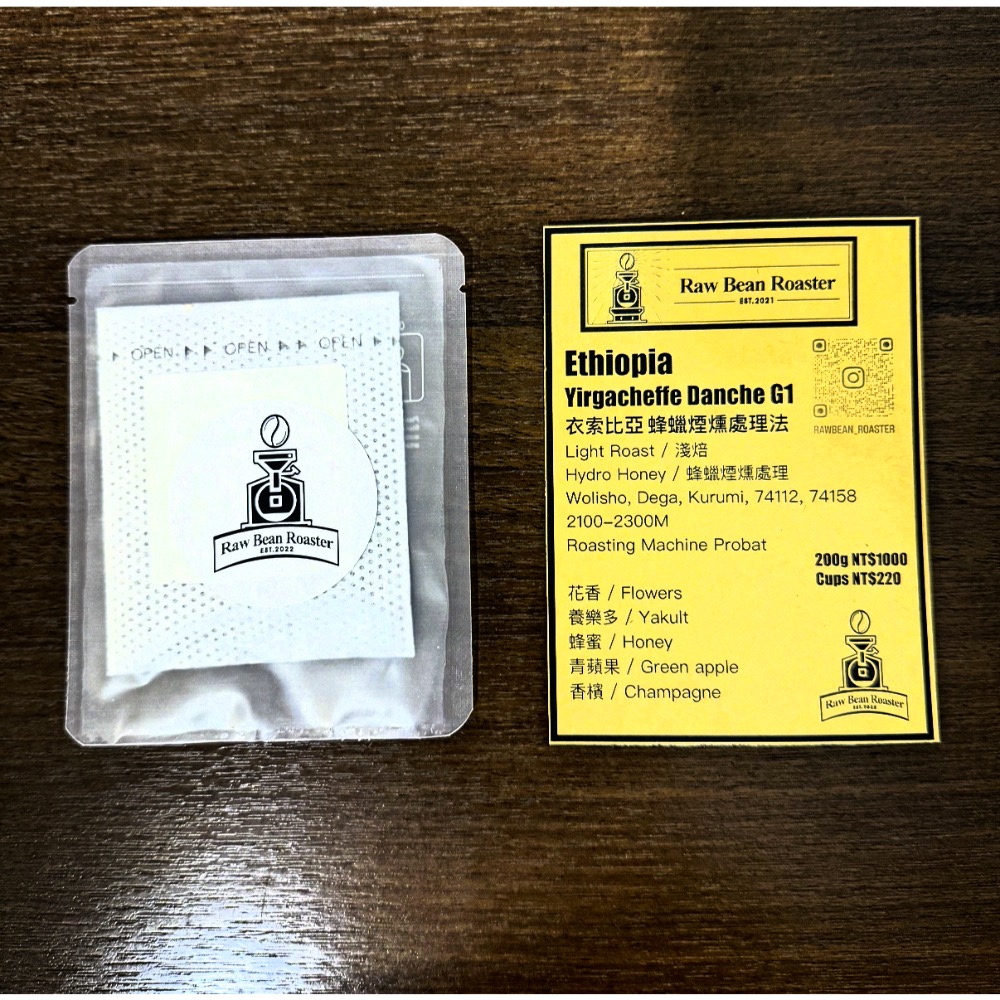 OPEN OPEN OPEN
Raw Bean Roaster
EST.2022
Raw Bean Roaster
EST.2021
Ethiopia
Yirgacheffe Danche G1
衣索比亞 蜂蠟煙燻處理法
RAWBEAN_ROASTER
Light Roast / 淺焙
Hydro Honey / 蜂蠟煙燻處理
Wolisho, Dega, Kurumi, 74112, 74158
2100-2300M
Roasting Machine Probat
200g NT$1000
Cups NT$220
花香 / Flowers
養樂多 / Yakult
蜂蜜 / Honey
青蘋果 / Green apple
香檳 / Champagne
Raw Bean Roaster